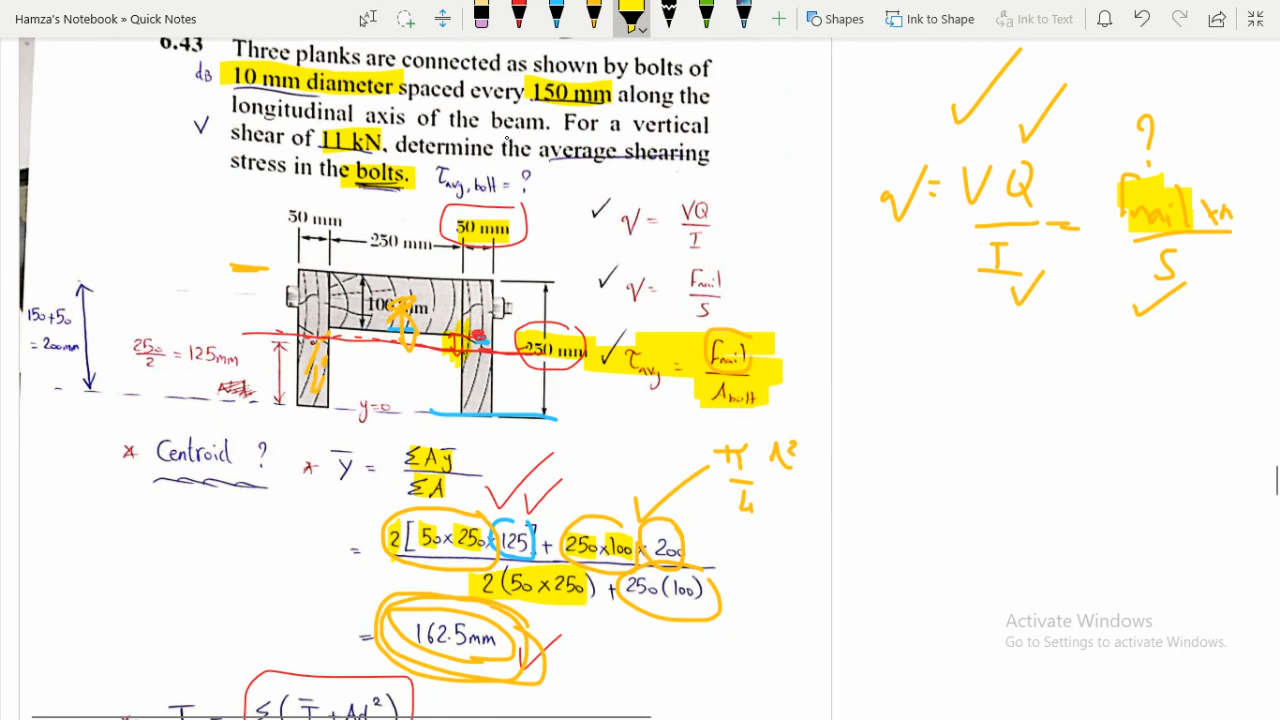 Hamza's Notebook » Quick Notes
Shapes
Ink to Shape
Ink to Text
6.43 Three planks are connected as shown by bolts of
dB 10 mm diameter spaced every 150 mm along the
longitudinal axis of the beam. For a vertical
V shear of 11 kN, determine the average shearing
stress in the bolts. τavg, bolt = ?
50 mm
250 mm
50 mm
100 mm
250 mm
150+50
= 200mm
250/2 = 125mm
y=0
✓ q = VQ/I
✓ q = Fnail/S
✓ τavg = Fnail/Abolt
q = VQ/I =
?
Fnail
S
* Centroid ? * ȳ = ΣAȳ/ΣA
π/4 d²
= 2[50×250×125] + 250×100×200
2(50×250) + 250(100)
= 162.5mm
* I = Σ(Ī + Ad²)
Activate Windows
Go to Settings to activate Windows.